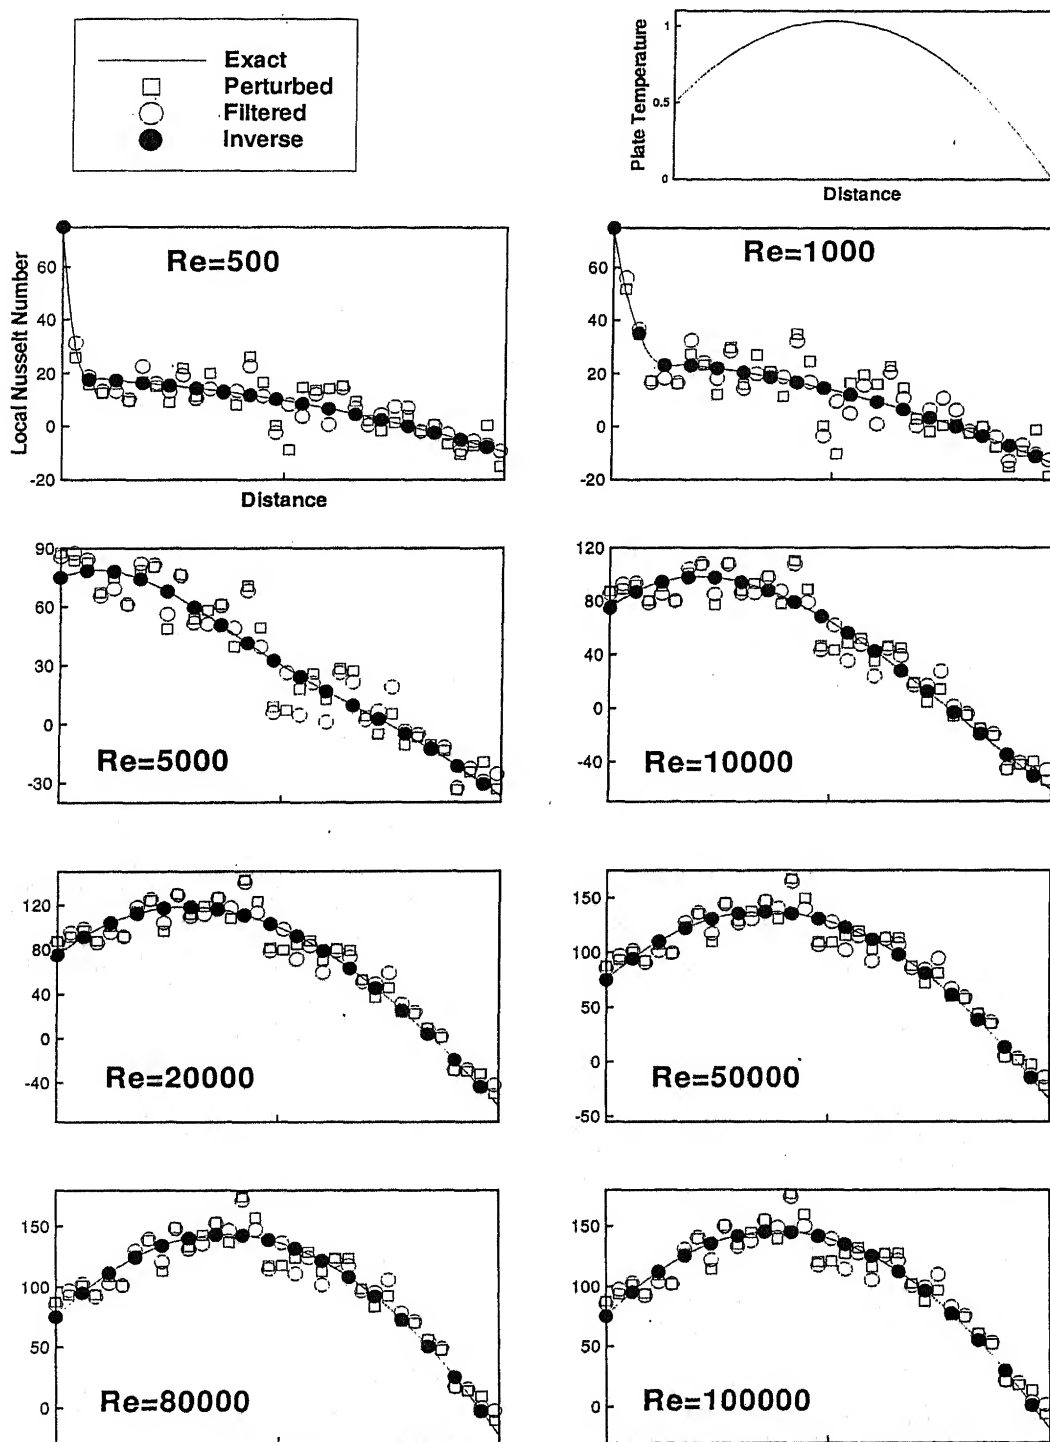 Exact
Perturbed
Filtered
Inverse
Plate Temperature
1
0.5
0
Distance
Local Nusselt Number
60
40
20
0
-20
Re=500
Distance
60
40
20
0
-20
Re=1000
90
60
30
0
-30
Re=5000
120
80
40
0
-40
Re=10000
120
80
40
0
-40
Re=20000
150
100
50
0
-50
Re=50000
150
100
50
0
Re=80000
150
100
50
0
Re=100000